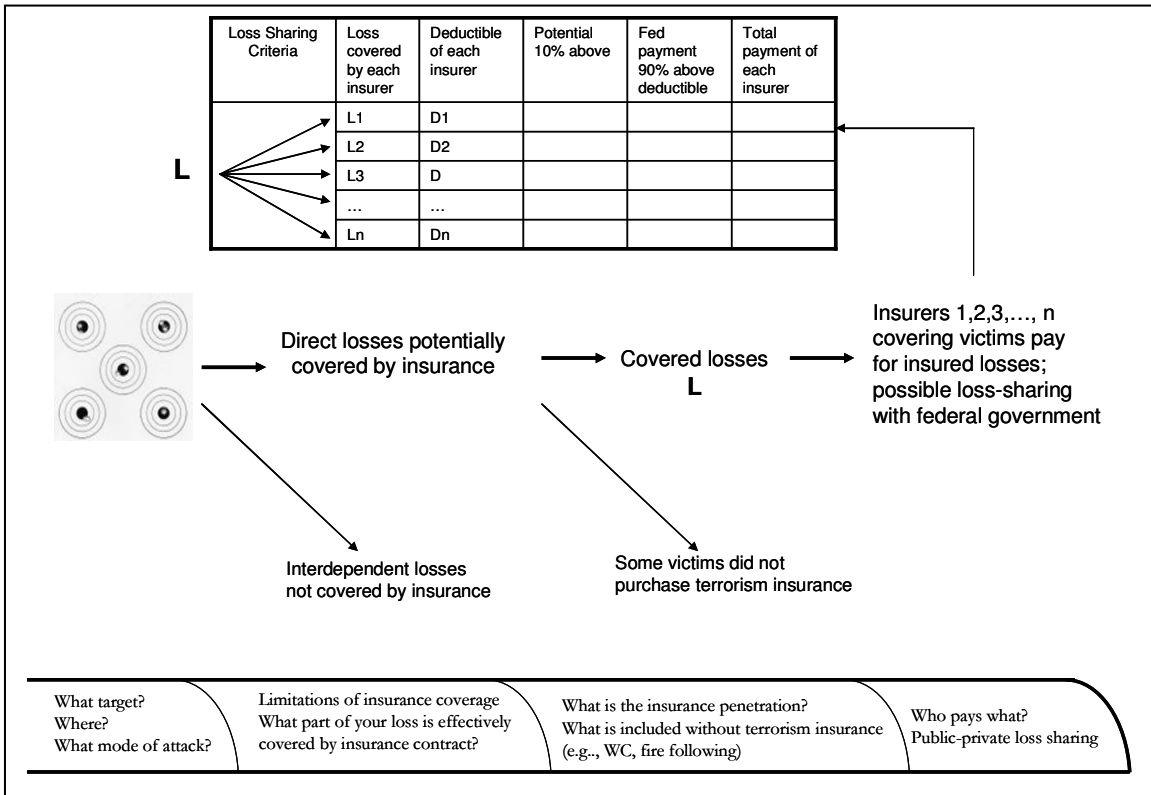 Loss Sharing
Criteria
Loss
covered
by each
insurer
Deductible
of each
insurer
Potential
10% above
Fed
payment
90% above
deductible
Total
payment of
each
insurer
L1
D1
L2
D2
L3
D
...
...
Ln
Dn
L
Direct losses potentially
covered by insurance
Covered losses
L
Insurers 1,2,3,..., n
covering victims pay
for insured losses;
possible loss-sharing
with federal government
Interdependent losses
not covered by insurance
Some victims did not
purchase terrorism insurance
What target?
Where?
What mode of attack?
Limitations of insurance coverage
What part of your loss is effectively
covered by insurance contract?
What is the insurance penetration?
What is included without terrorism insurance
(e.g.., WC, fire following)
Who pays what?
Public-private loss sharing